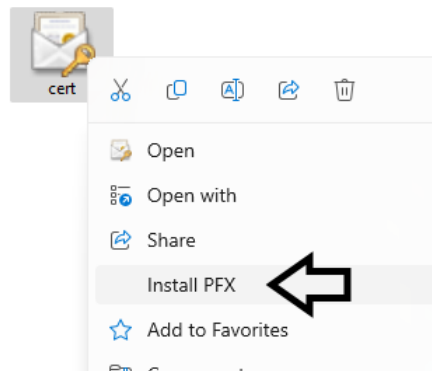 cert
Open
Open with
Share
Install PFX
Add to Favorites